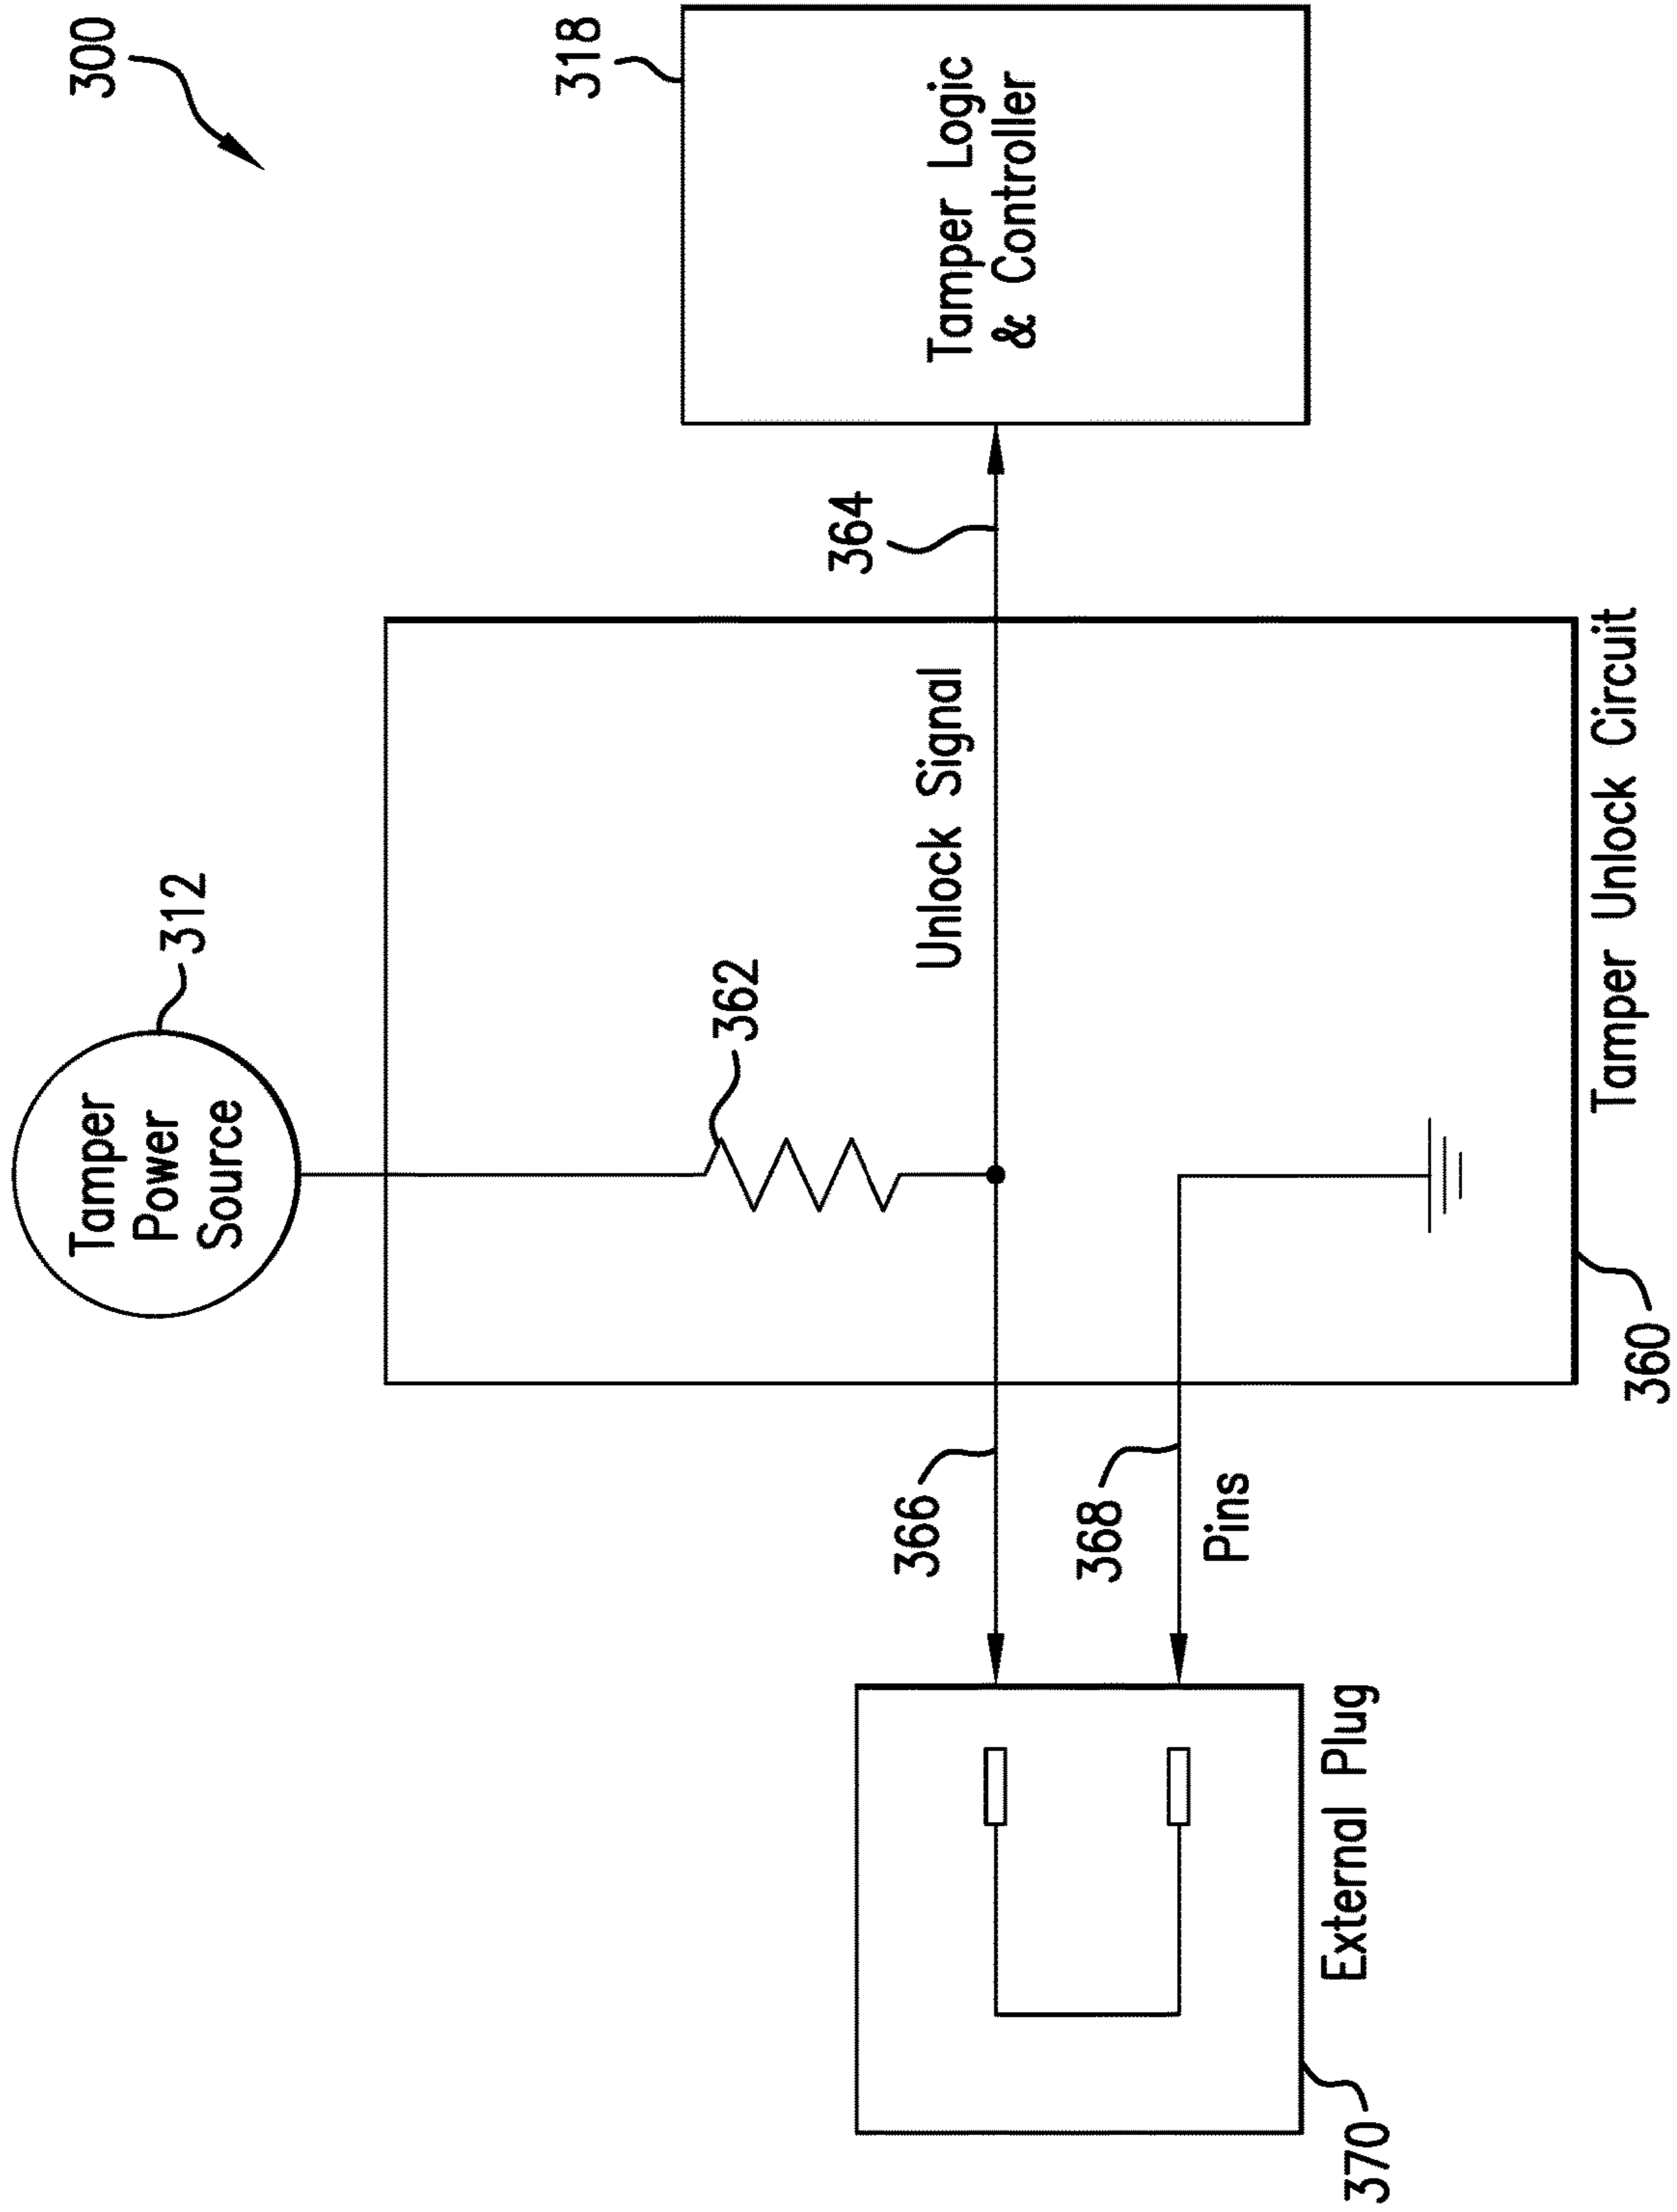 300
318
Tamper Logic
& Controller
364
312
Tamper
Power
Source
362
Unlock Signal
Tamper Unlock Circuit
360
366
368
Pins
External Plug
370